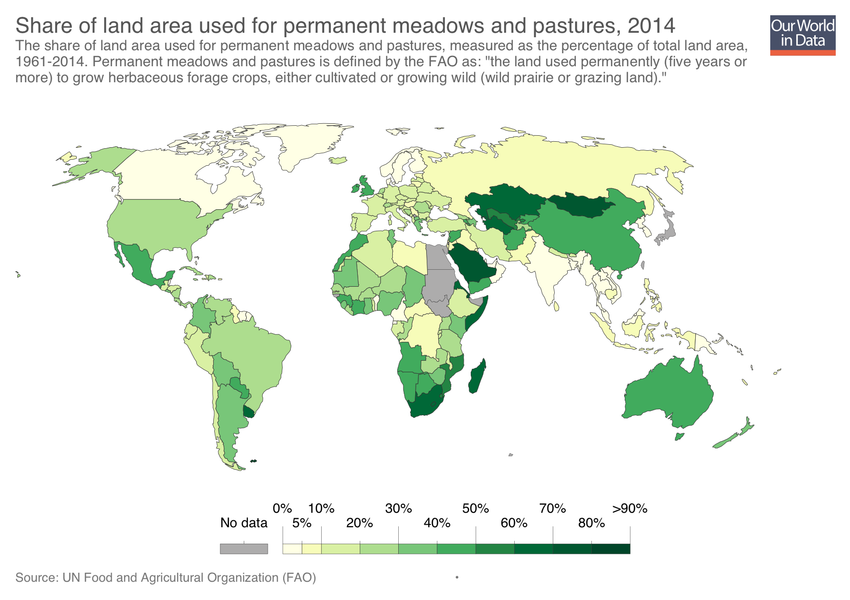 Share of land area used for permanent meadows and pastures, 2014
Our World
in Data
The share of land area used for permanent meadows and pastures, measured as the percentage of total land area,
1961-2014. Permanent meadows and pastures is defined by the FAO as: "the land used permanently (five years or
more) to grow herbaceous forage crops, either cultivated or growing wild (wild prairie or grazing land)."
0% 10% 30% 50% 70% >90%
No data 5% 20% 40% 60% 80%
Source: UN Food and Agricultural Organization (FAO) •